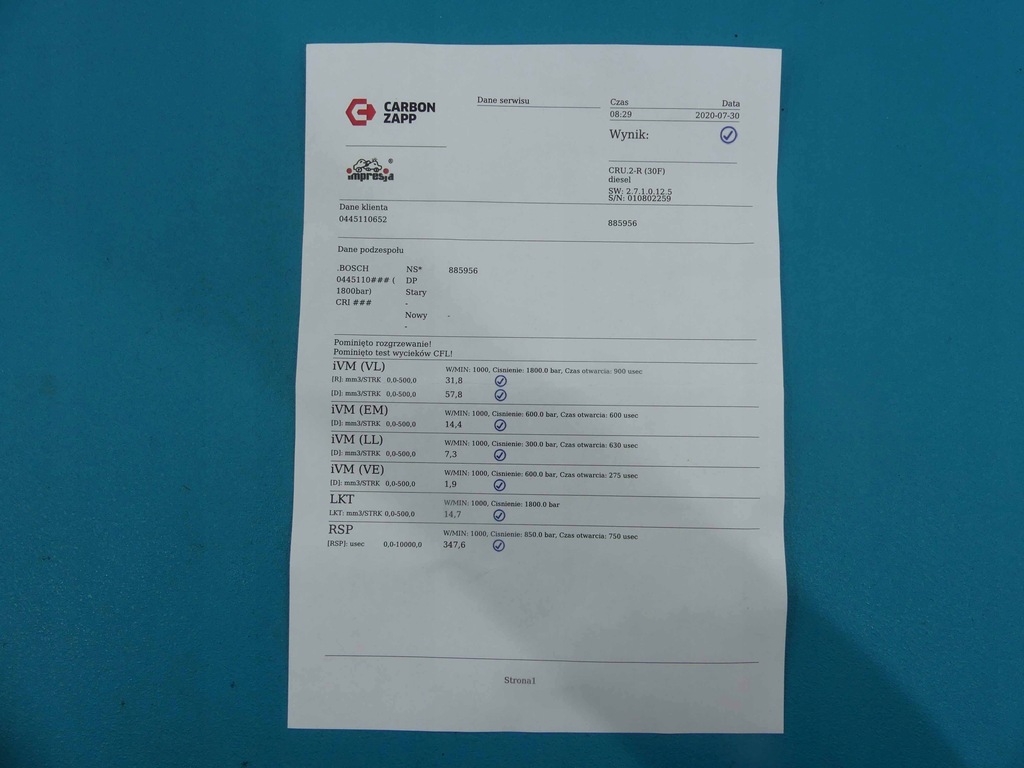 CARBON
ZAPP
Dane serwisu
Czas Data
08:29 2020-07-30
Wynik:
impresja ®
CRU.2-R (30F)
diesel
SW: 2.7.1.0.12.5
S/N: 010802259
Dane klienta
0445110652 885956
Dane podzespołu
.BOSCH NS* 885956
0445110### ( DP
1800bar) Stary
CRI ### -
Nowy -
-
Pominięto rozgrzewanie!
Pominięto test wycieków CFL!
iVM (VL) W/MIN: 1000, Cisnienie: 1800.0 bar, Czas otwarcia: 900 usec
[R]: mm3/STRK 0,0-500,0 31,8
[D]: mm3/STRK 0,0-500,0 57,8
iVM (EM) W/MIN: 1000, Cisnienie: 600.0 bar, Czas otwarcia: 600 usec
[D]: mm3/STRK 0,0-500,0 14,4
iVM (LL) W/MIN: 1000, Cisnienie: 300.0 bar, Czas otwarcia: 630 usec
[D]: mm3/STRK 0,0-500,0 7,3
iVM (VE) W/MIN: 1000, Cisnienie: 600.0 bar, Czas otwarcia: 275 usec
[D]: mm3/STRK 0,0-500,0 1,9
LKT W/MIN: 1000, Cisnienie: 1800.0 bar
LKT: mm3/STRK 0,0-500,0 14,7
RSP W/MIN: 1000, Cisnienie: 850.0 bar, Czas otwarcia: 750 usec
[RSP]: usec 0,0-10000,0 347,6
Strona1